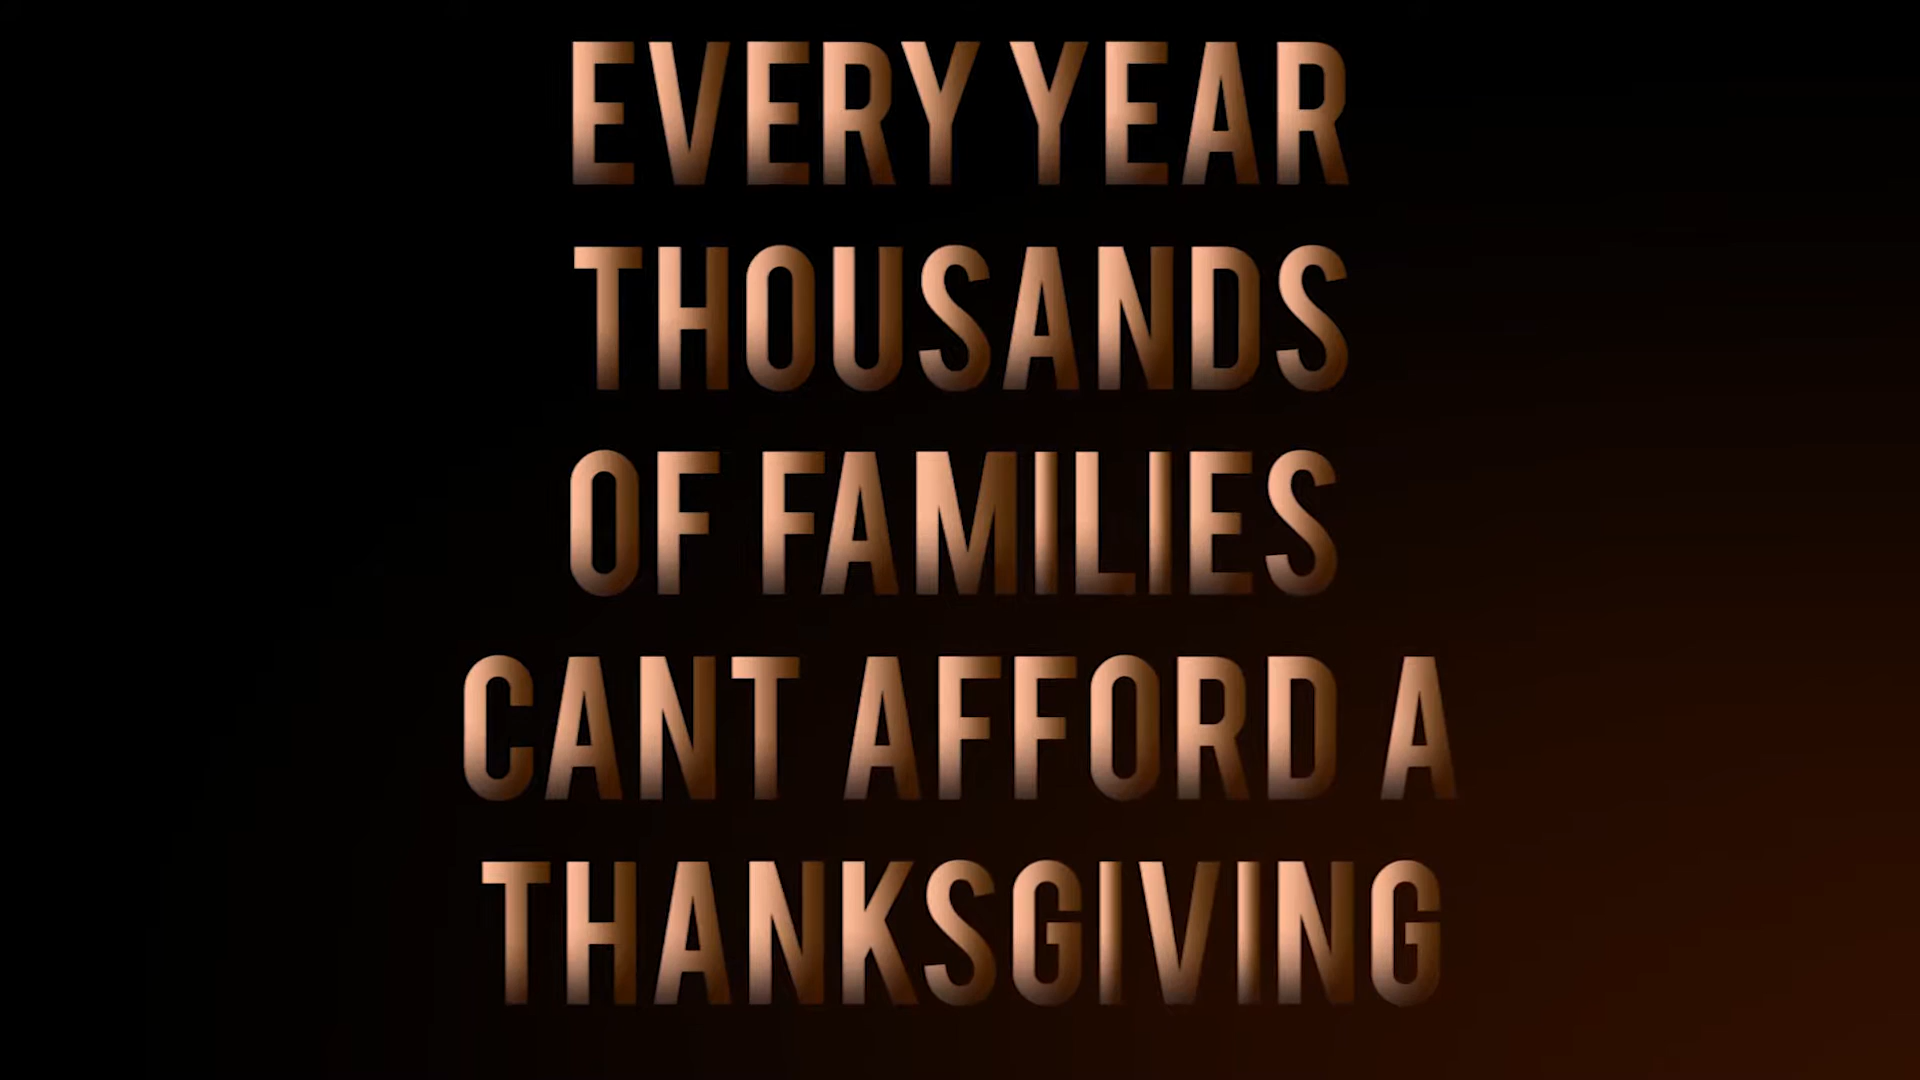 EVERY YEAR
THOUSANDS
OF FAMILIES
CANT AFFORD A
THANKSGIVING